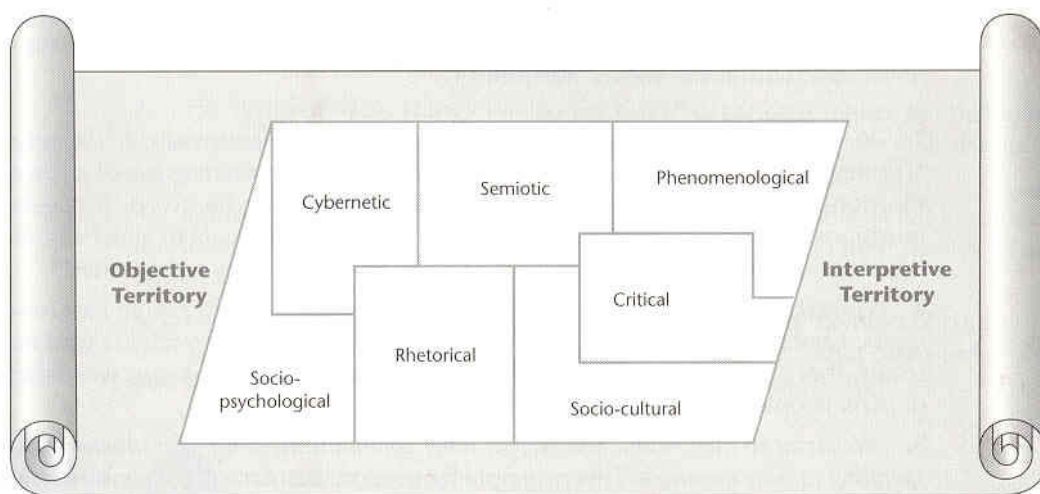 Cybernetic
Semiotic
Phenomenological
Objective
Territory
Critical
Interpretive
Territory
Rhetorical
Socio-
psychological
Socio-cultural